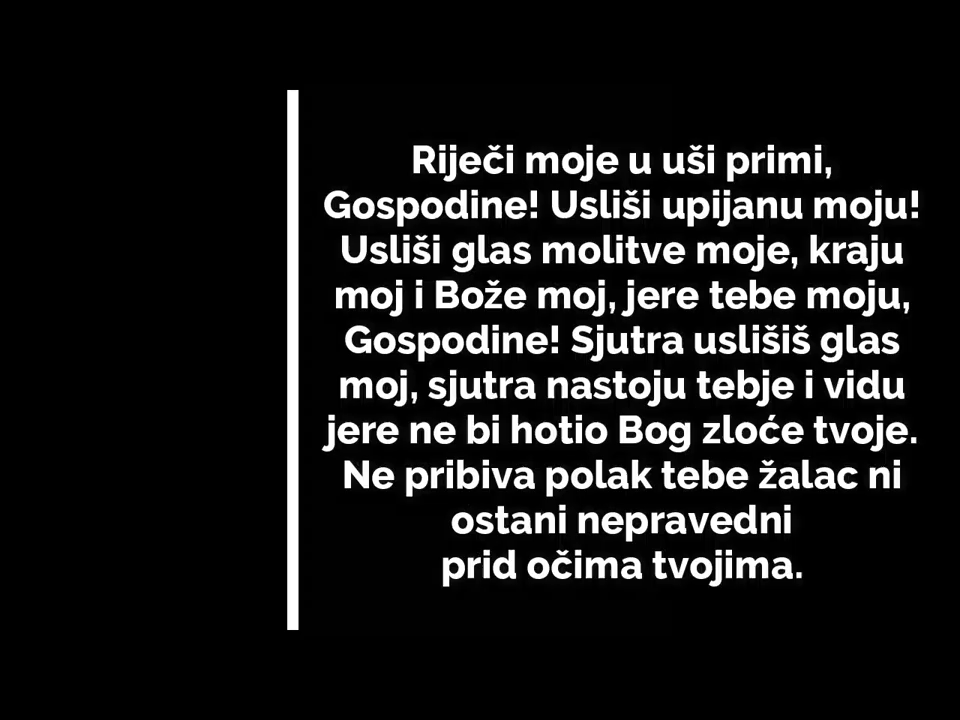 Riječi moje u uši primi,
Gospodine! Usliši upijanu moju!
Usliši glas molitve moje, kraju
moj i Bože moj, jere tebe moju,
Gospodine! Sjutra uslišiš glas
moj, sjutra nastoju tebje i vidu
jere ne bi hotio Bog zloće tvoje.
Ne pribiva polak tebe žalac ni
ostani nepravedni
prid očima tvojima.